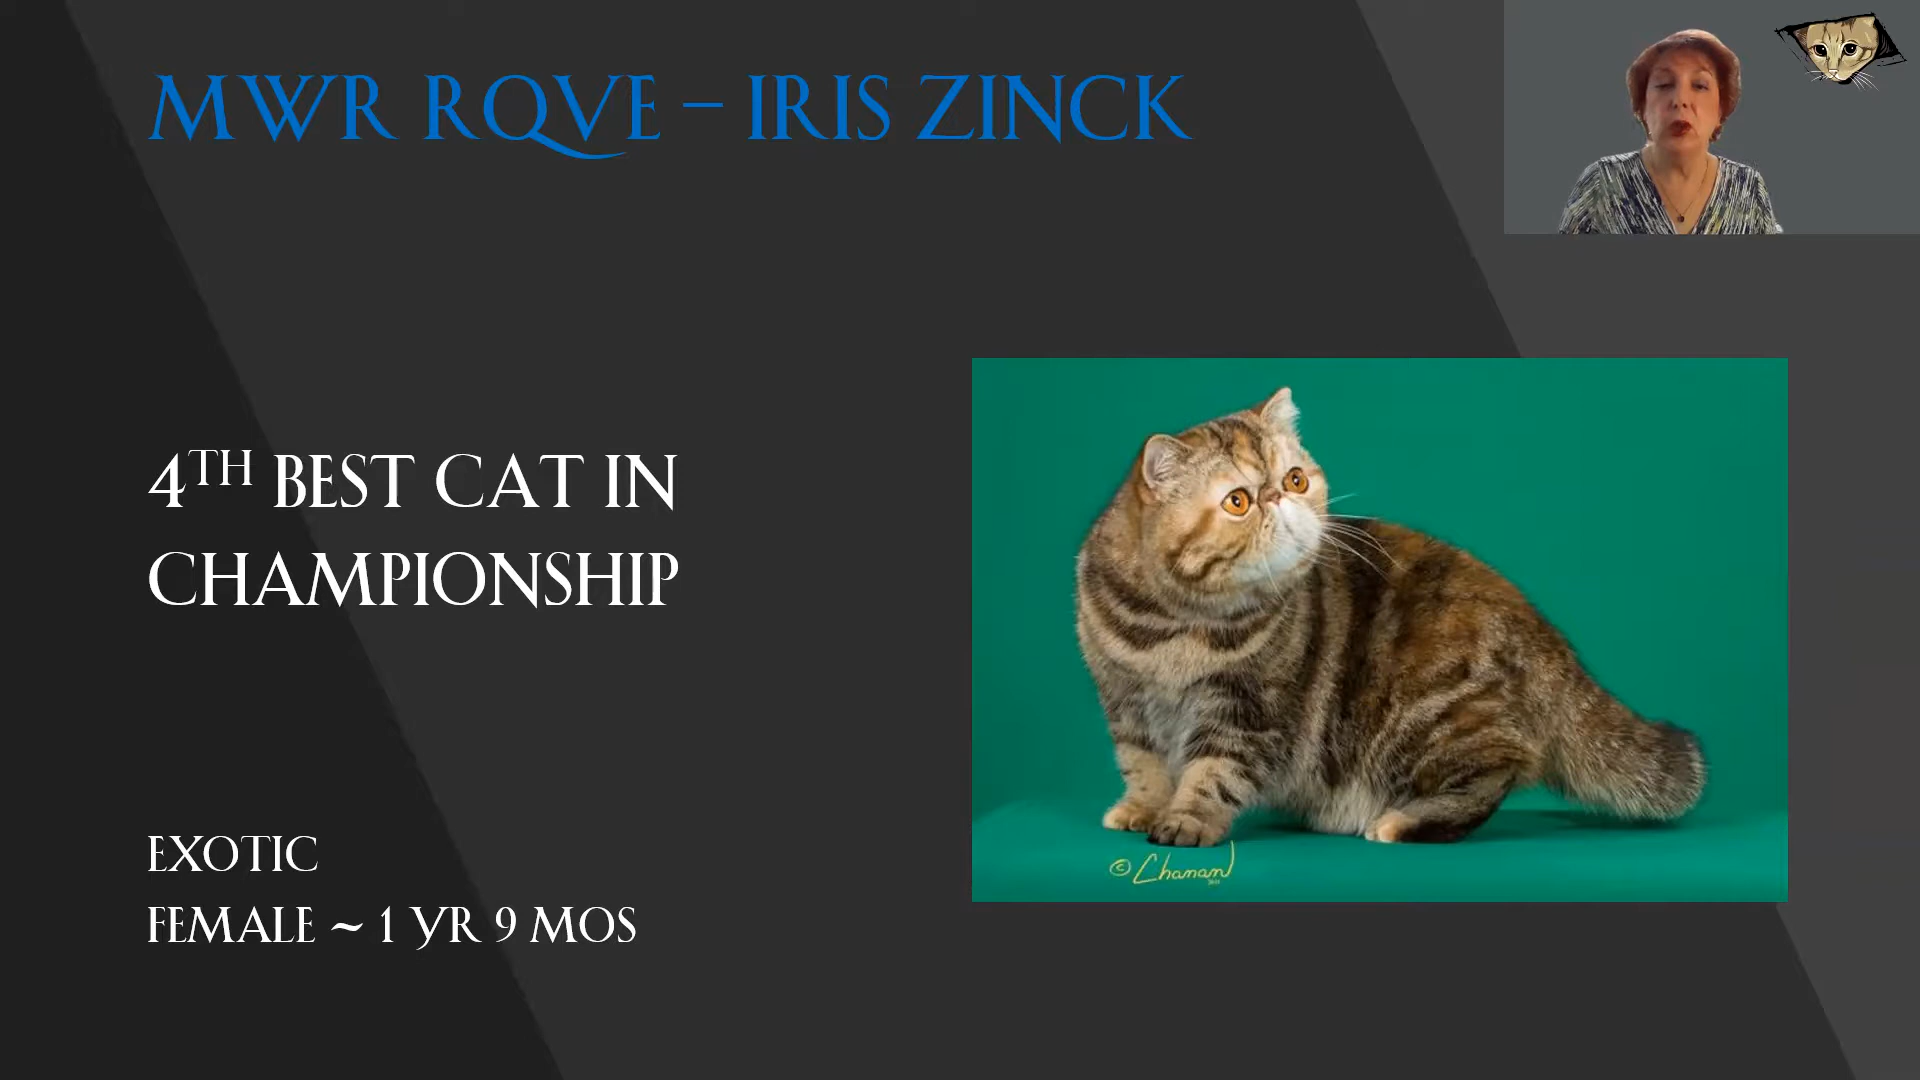 MWR RQVE – IRIS ZINCK
4TH BEST CAT IN
CHAMPIONSHIP
EXOTIC
FEMALE ~ 1 YR 9 MOS
© Chanan